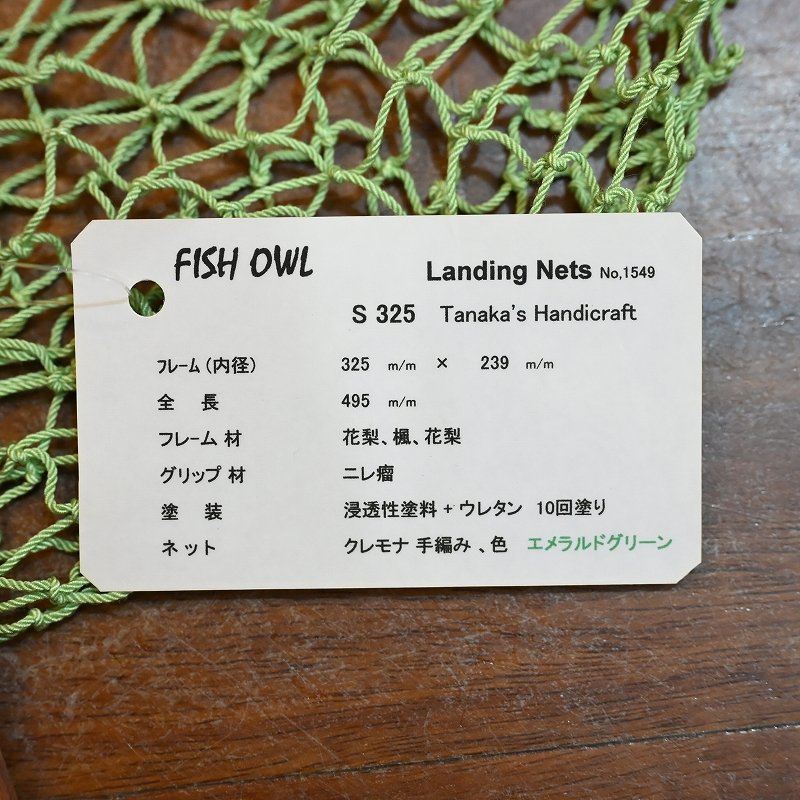 FISH OWL
Landing Nets No,1549
S 325 Tanaka's Handicraft
フレーム（内径） 325 m/m × 239 m/m
全 長 495 m/m
フレーム 材 花梨、楓、花梨
グリップ 材 ニレ瘤
塗 装 浸透性塗料 + ウレタン 10回塗り
ネット クレモナ 手編み 、色 エメラルドグリーン